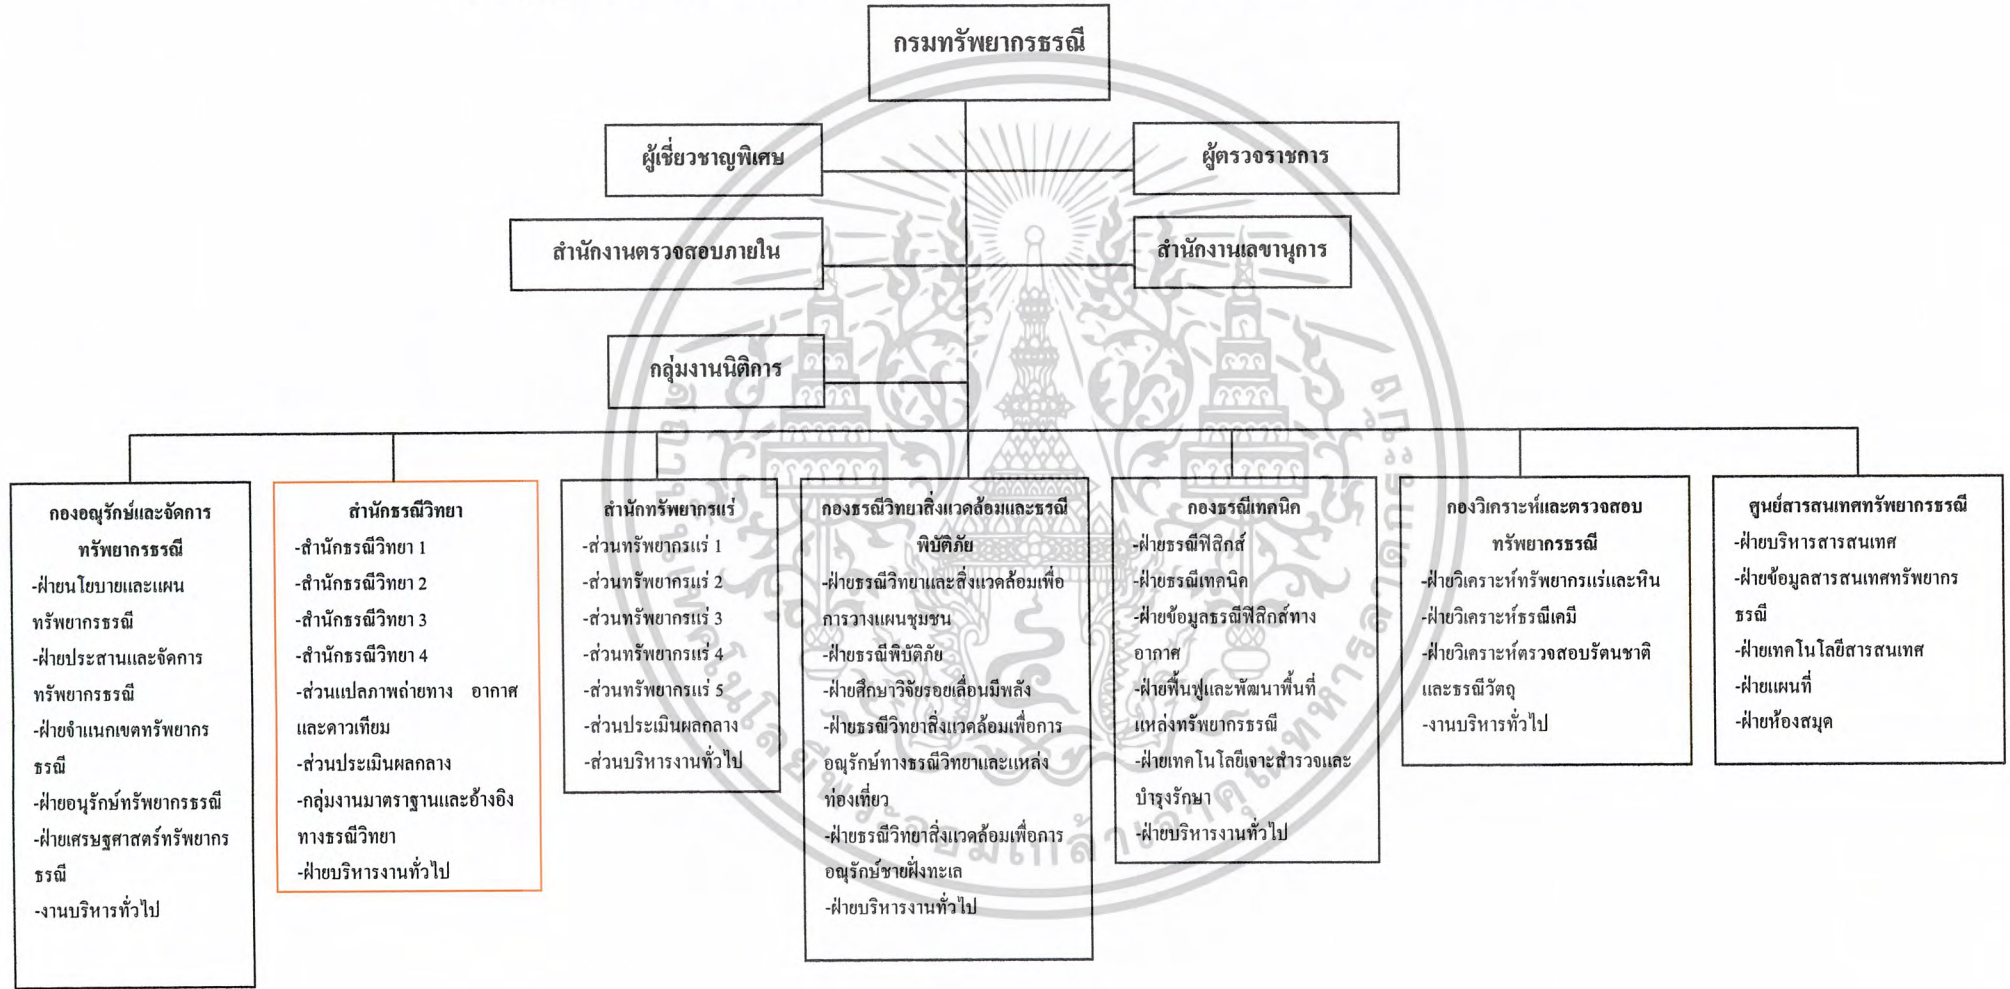 กรมทรัพยากรธรณี
ผู้เชี่ยวชาญพิเศษ
ผู้ตรวจราชการ
สำนักงานตรวจสอบภายใน
สำนักงานเลขานุการ
กลุ่มงานนิติการ
กองอณุรักษ์และจัดการ
ทรัพยากรธรณี
-ฝ่ายนโยบายและแผน
ทรัพยากรธรณี
-ฝ่ายประสานและจัดการ
ทรัพยากรธรณี
-ฝ่ายจำแนกเขตทรัพยากร
ธรณี
-ฝ่ายอนุรักษ์ทรัพยากรธรณี
-ฝ่ายเศรษฐศาสตร์ทรัพยากร
ธรณี
-งานบริหารทั่วไป
สำนักธรณีวิทยา
-สำนักธรณีวิทยา 1
-สำนักธรณีวิทยา 2
-สำนักธรณีวิทยา 3
-สำนักธรณีวิทยา 4
-ส่วนแปลภาพถ่ายทาง อากาศ
และดาวเทียม
-ส่วนประเมินผลกลาง
-กลุ่มงานมาตราฐานและอ้างอิง
ทางธรณีวิทยา
-ฝ่ายบริหารงานทั่วไป
สำนักทรัพยากรแร่
-ส่วนทรัพยากรแร่ 1
-ส่วนทรัพยากรแร่ 2
-ส่วนทรัพยากรแร่ 3
-ส่วนทรัพยากรแร่ 4
-ส่วนทรัพยากรแร่ 5
-ส่วนประเมินผลกลาง
-ส่วนบริหารงานทั่วไป
กองธรณีวิทยาสิ่งแวดล้อมและธรณี
พิบัติภัย
-ฝ่ายธรณีวิทยาและสิ่งแวดล้อมเพื่อ
การวางแผนชุมชน
-ฝ่ายธรณีพิบัติภัย
-ฝ่ายศึกษาวิจัยรอยเลื่อนมีพลัง
-ฝ่ายธรณีวิทยาสิ่งแวดล้อมเพื่อการ
อณุรักษ์ทางธรณีวิทยาและแหล่ง
ท่องเที่ยว
-ฝ่ายธรณีวิทยาสิ่งแวดล้อมเพื่อการ
อณุรักษ์ชายฝั่งทะเล
-ฝ่ายบริหารงานทั่วไป
กองธรณีเทคนิค
-ฝ่ายธรณีฟิสิกส์
-ฝ่ายธรณีเทคนิค
-ฝ่ายข้อมูลธรณีฟิสิกส์ทาง
อากาศ
-ฝ่ายฟื้นฟูและพัฒนาพื้นที่
แหล่งทรัพยากรธรณี
-ฝ่ายเทคโนโลยีเจาะสำรวจและ
บำรุงรักษา
-ฝ่ายบริหารงานทั่วไป
กองวิเคราะห์และตรวจสอบ
ทรัพยากรธรณี
-ฝ่ายวิเคราะห์ทรัพยากรแร่และหิน
-ฝ่ายวิเคราะห์ธรณีเคมี
-ฝ่ายวิเคราะห์ตรวจสอบรัตนชาติ
และธรณีวัตถุ
-งานบริหารทั่วไป
ศูนย์สารสนเทศทรัพยากรธรณี
-ฝ่ายบริหารสารสนเทศ
-ฝ่ายข้อมูลสารสนเทศทรัพยากร
ธรณี
-ฝ่ายเทคโนโลยีสารสนเทศ
-ฝ่ายแผนที่
-ฝ่ายห้องสมุด
สถาบันเทคโนโลยีพระจอมเกล้าเจ้าคุณทหารลาดกระบัง